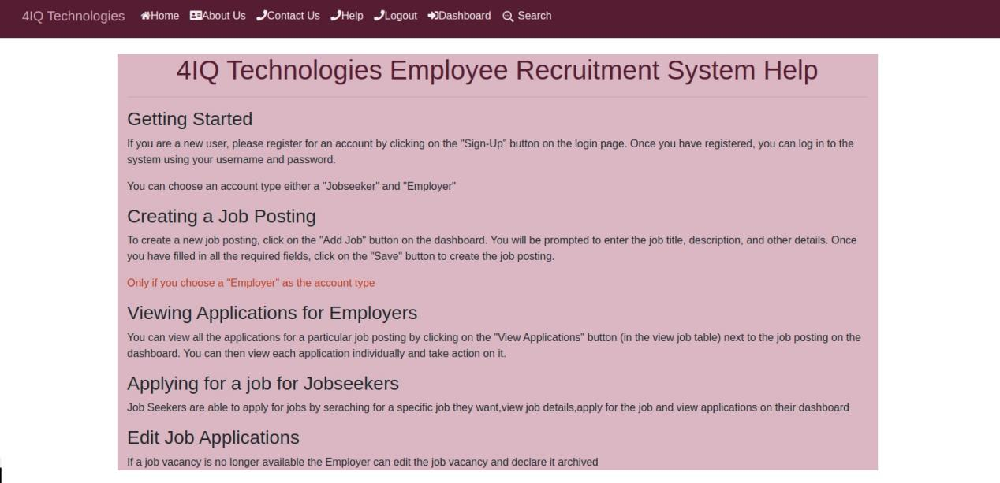 4IQ Technologies Home About Us Contact Us Help Logout Dashboard Search
4IQ Technologies Employee Recruitment System Help
Getting Started
If you are a new user, please register for an account by clicking on the "Sign-Up" button on the login page. Once you have registered, you can log in to the
system using your username and password.
You can choose an account type either a "Jobseeker" and "Employer"
Creating a Job Posting
To create a new job posting, click on the "Add Job" button on the dashboard. You will be prompted to enter the job title, description, and other details. Once
you have filled in all the required fields, click on the "Save" button to create the job posting.
Only if you choose a "Employer" as the account type
Viewing Applications for Employers
You can view all the applications for a particular job posting by clicking on the "View Applications" button (in the view job table) next to the job posting on the
dashboard. You can then view each application individually and take action on it.
Applying for a job for Jobseekers
Job Seekers are able to apply for jobs by seraching for a specific job they want,view job details,apply for the job and view applications on their dashboard
Edit Job Applications
If a job vacancy is no longer available the Employer can edit the job vacancy and declare it archived